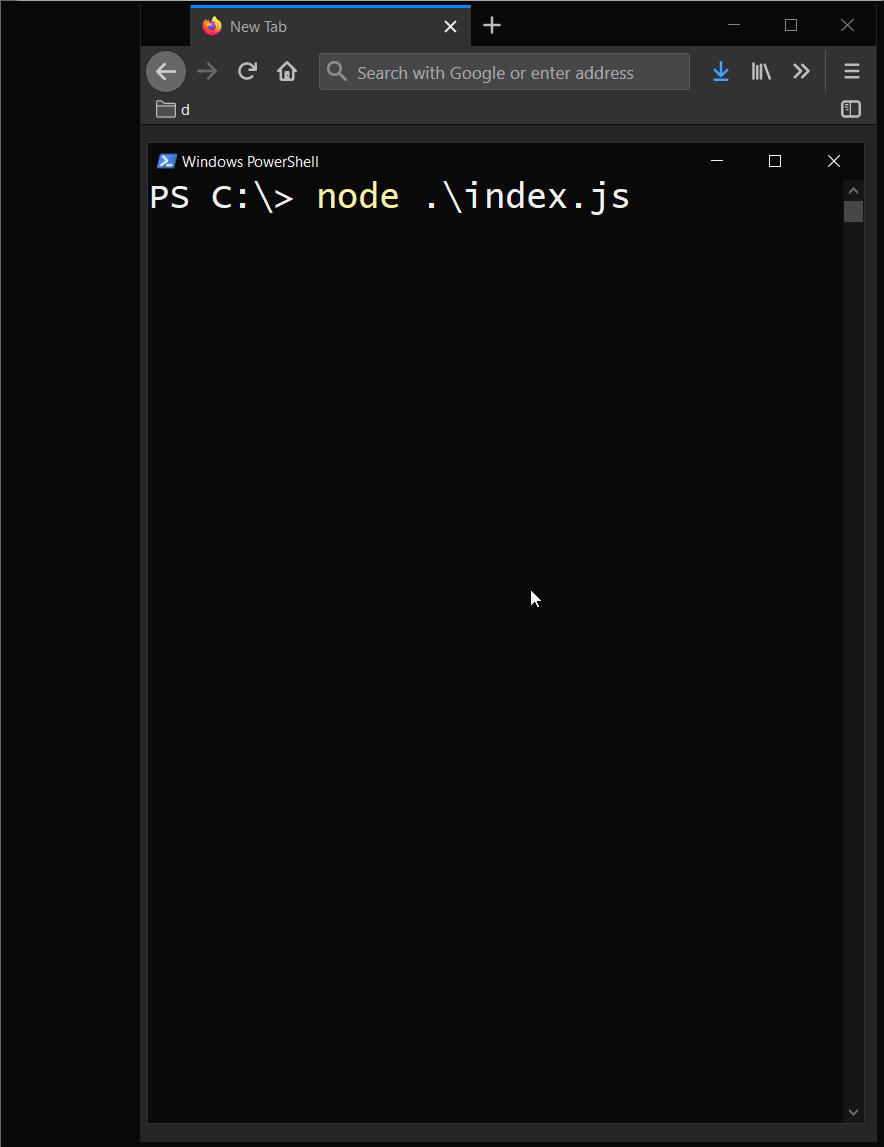 New Tab
Search with Google or enter address
d
Windows PowerShell
PS C:\> node .\index.js